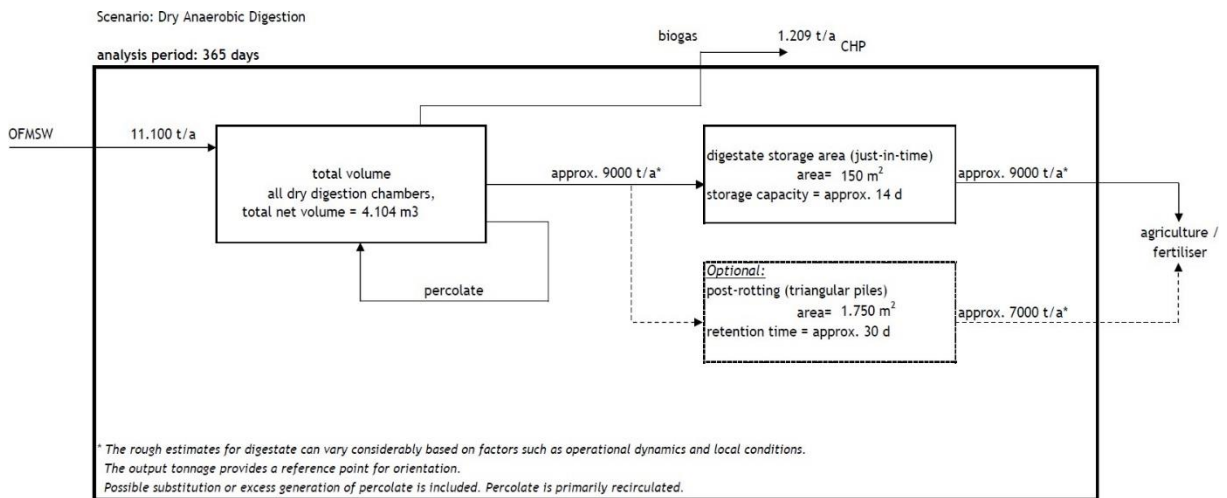 Scenario: Dry Anaerobic Digestion
biogas
1.209 t/a
CHP
analysis period: 365 days
OFMSW
11.100 t/a
total volume
all dry digestion chambers,
total net volume = 4.104 m3
approx. 9000 t/a*
digestate storage area (just-in-time)
area= 150 m²
storage capacity = approx. 14 d
approx. 9000 t/a*
agriculture /
fertiliser
percolate
Optional:
post-rotting (triangular piles)
area= 1.750 m²
retention time = approx. 30 d
approx. 7000 t/a*
* The rough estimates for digestate can vary considerably based on factors such as operational dynamics and local conditions.
The output tonnage provides a reference point for orientation.
Possible substitution or excess generation of percolate is included. Percolate is primarily recirculated.